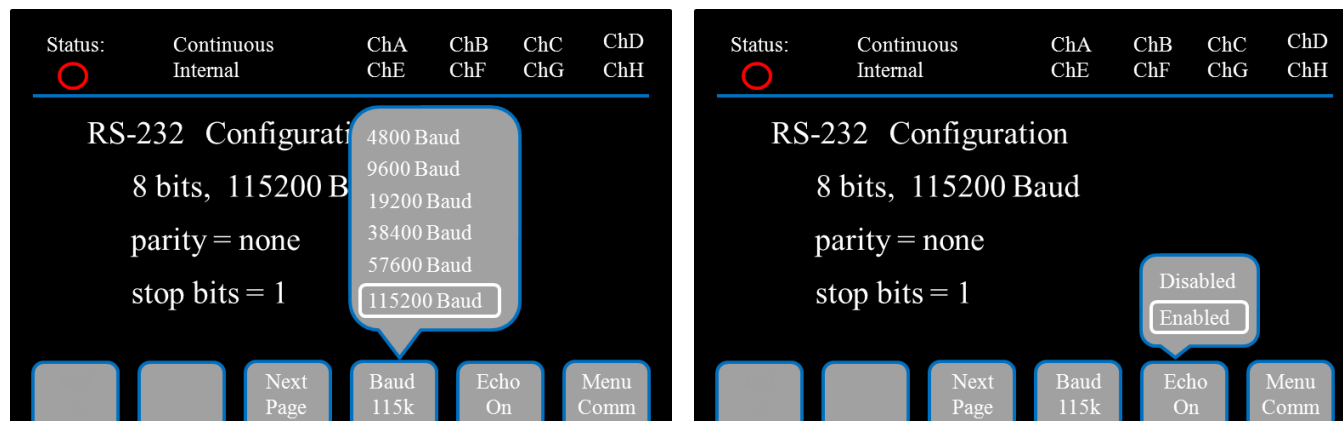 Status: Continuous ChA ChB ChC ChD
Internal ChE ChF ChG ChH
RS-232 Configurati
8 bits, 115200 B
parity = none
stop bits = 1
4800 Baud
9600 Baud
19200 Baud
38400 Baud
57600 Baud
115200 Baud
Next Baud Echo Menu
Page 115k On Comm
Status: Continuous ChA ChB ChC ChD
Internal ChE ChF ChG ChH
RS-232 Configuration
8 bits, 115200 Baud
parity = none
stop bits = 1
Disabled
Enabled
Next Baud Echo Menu
Page 115k On Comm